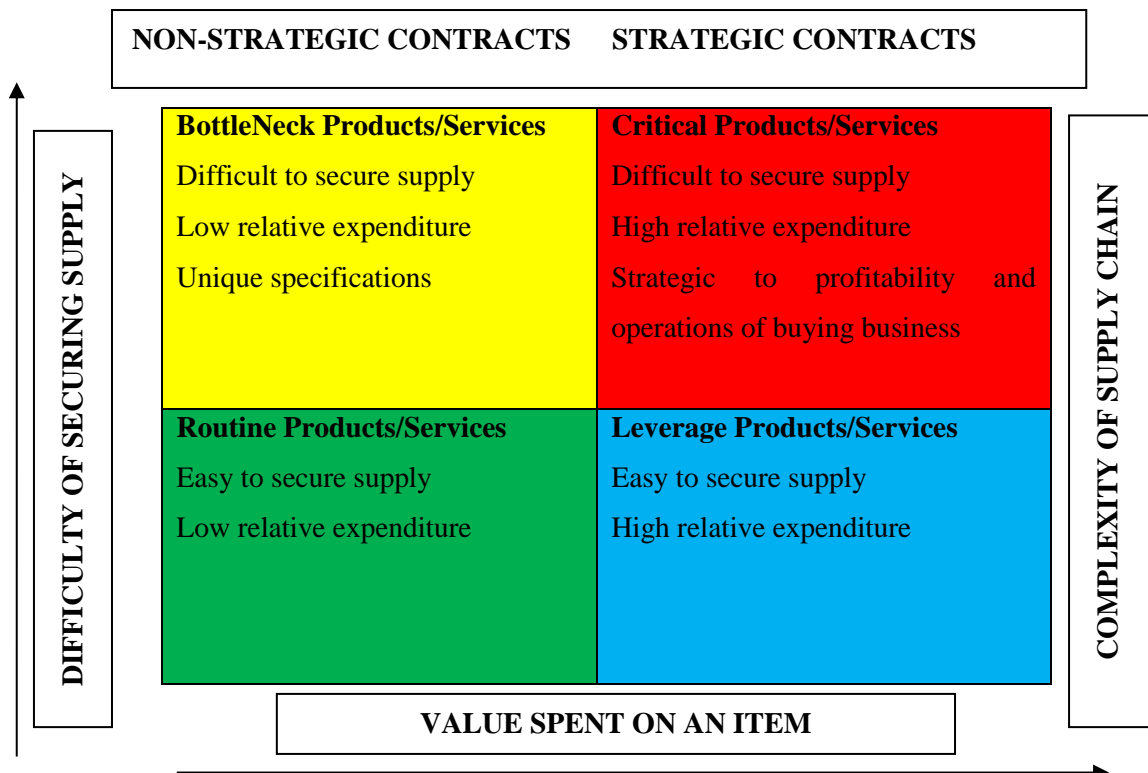 NON-STRATEGIC CONTRACTS STRATEGIC CONTRACTS
DIFFICULTY OF SECURING SUPPLY
BottleNeck Products/Services
Difficult to secure supply
Low relative expenditure
Unique specifications
Critical Products/Services
Difficult to secure supply
High relative expenditure
Strategic to profitability and
operations of buying business
Routine Products/Services
Easy to secure supply
Low relative expenditure
Leverage Products/Services
Easy to secure supply
High relative expenditure
COMPLEXITY OF SUPPLY CHAIN
VALUE SPENT ON AN ITEM